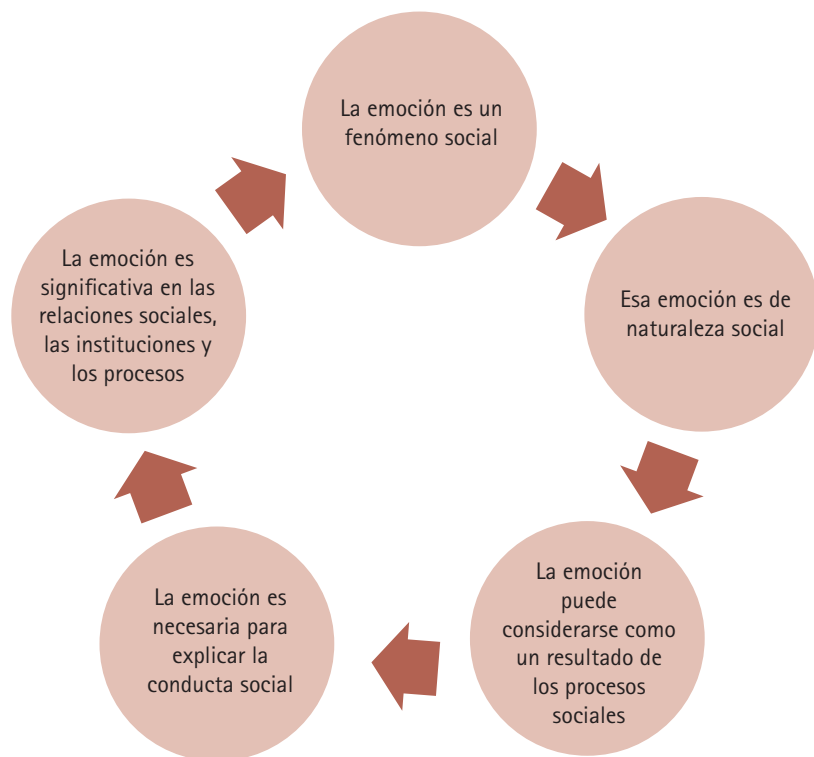 La emoción es un
fenómeno social
Esa emoción es de
naturaleza social
La emoción
puede
considerarse como
un resultado de
los procesos
sociales
La emoción es
necesaria para
explicar la
conducta social
La emoción es
significativa en las
relaciones sociales,
las instituciones y
los procesos